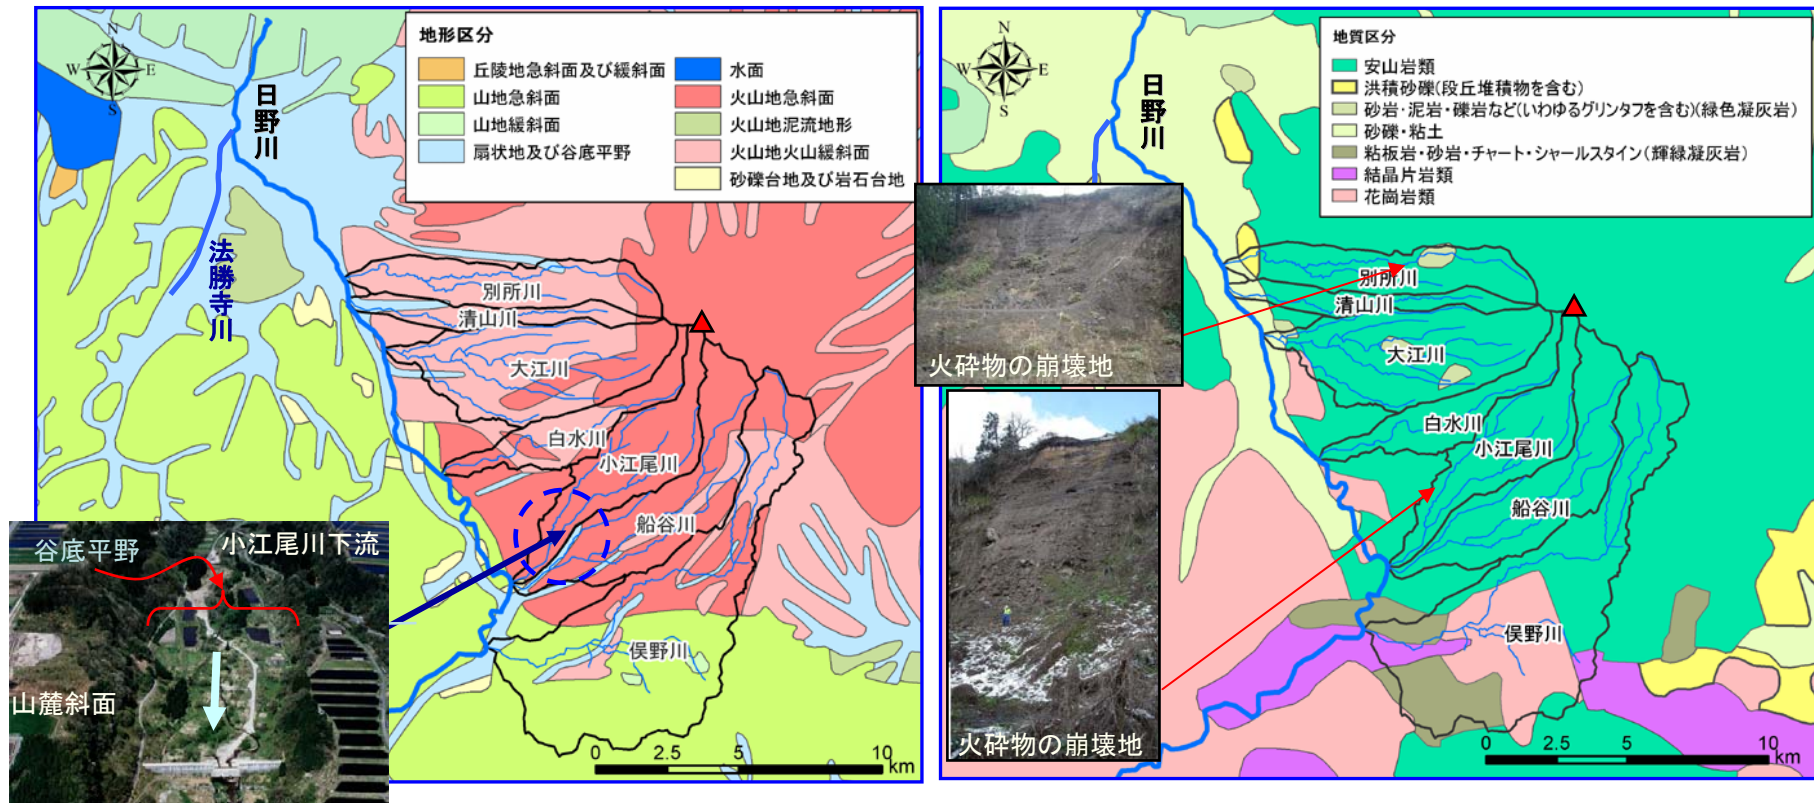 地形区分
丘陵地急斜面及び緩斜面
山地急斜面
山地緩斜面
扇状地及び谷底平野
水面
火山地急斜面
火山地泥流地形
火山地火山緩斜面
砂礫台地及び岩石台地
N
W
E
S
日野川
法勝寺川
別所川
清山川
大江川
白水川
小江尾川
船谷川
俣野川
谷底平野
小江尾川下流
山麓斜面
0 2.5 5 10
km
地質区分
安山岩類
洪積砂礫(段丘堆積物を含む)
砂岩・泥岩・礫岩など(いわゆるグリンタフを含む)(緑色凝灰岩)
砂礫・粘土
粘板岩・砂岩・チャート・シャールスタイン(輝緑凝灰岩)
結晶片岩類
花崗岩類
N
W
E
S
日野川
火砕物の崩壊地
火砕物の崩壊地
別所川
清山川
大江川
白水川
小江尾川
船谷川
俣野川
0 2.5 5 10
km